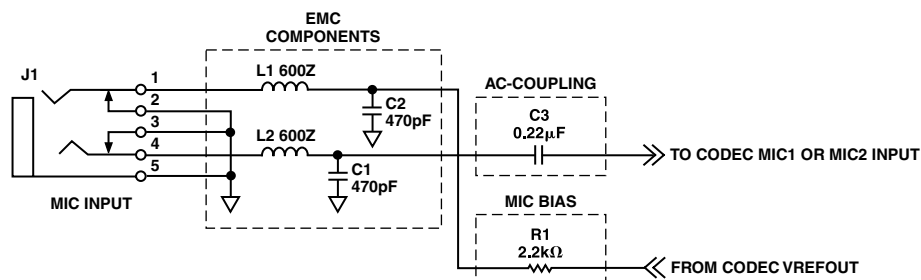 EMC
COMPONENTS
J1
1
L1 600Z
2
C2
470pF
AC-COUPLING
C3
0.22µF
3
L2 600Z
4
TO CODEC MIC1 OR MIC2 INPUT
C1
470pF
5
MIC INPUT
MIC BIAS
R1
2.2kΩ
FROM CODEC VREFOUT